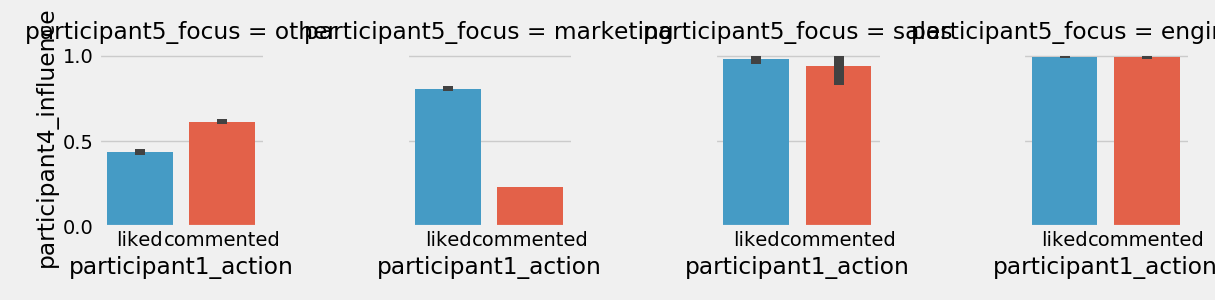 participant5_focus = other
participant5_focus = marketing
participant5_focus = sales
participant5_focus =
participant4_influence
1.0
0.5
0.0
liked commented
liked commented
liked commented
liked commented
participant1_action
participant1_action
participant1_action
participant1_action